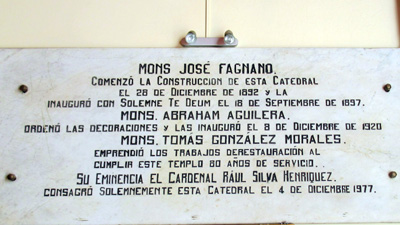 MONS JOSÉ FAGNANO.
COMENZÓ LA CONSTRUCCION DE ESTA CATEDRAL
EL 28 DE DICIEMBRE DE 1892 Y LA
INAUGURÓ CON SOLEMNE TE DEUM EL 18 DE SEPTIEMBRE DE 1897.
MONS. ABRAHAM AGUILERA.
ORDENÓ LAS DECORACIONES Y LAS INAUGURÓ EL 8 DE DICIEMBRE DE 1920
MONS. TOMÁS GONZÁLEZ MORALES.
EMPRENDIÓ LOS TRABAJOS DERESTAURACIÓN AL
CUMPLIR ESTE TEMPLO 80 AÑOS DE SERVICIO..
SU EMINENCIA EL CARDENAL RAÚL SILVA HENRIQUEZ.
CONSAGRÓ SOLEMNEMENTE ESTA CATEDRAL EL 4 DE DICIEMBRE 1977.